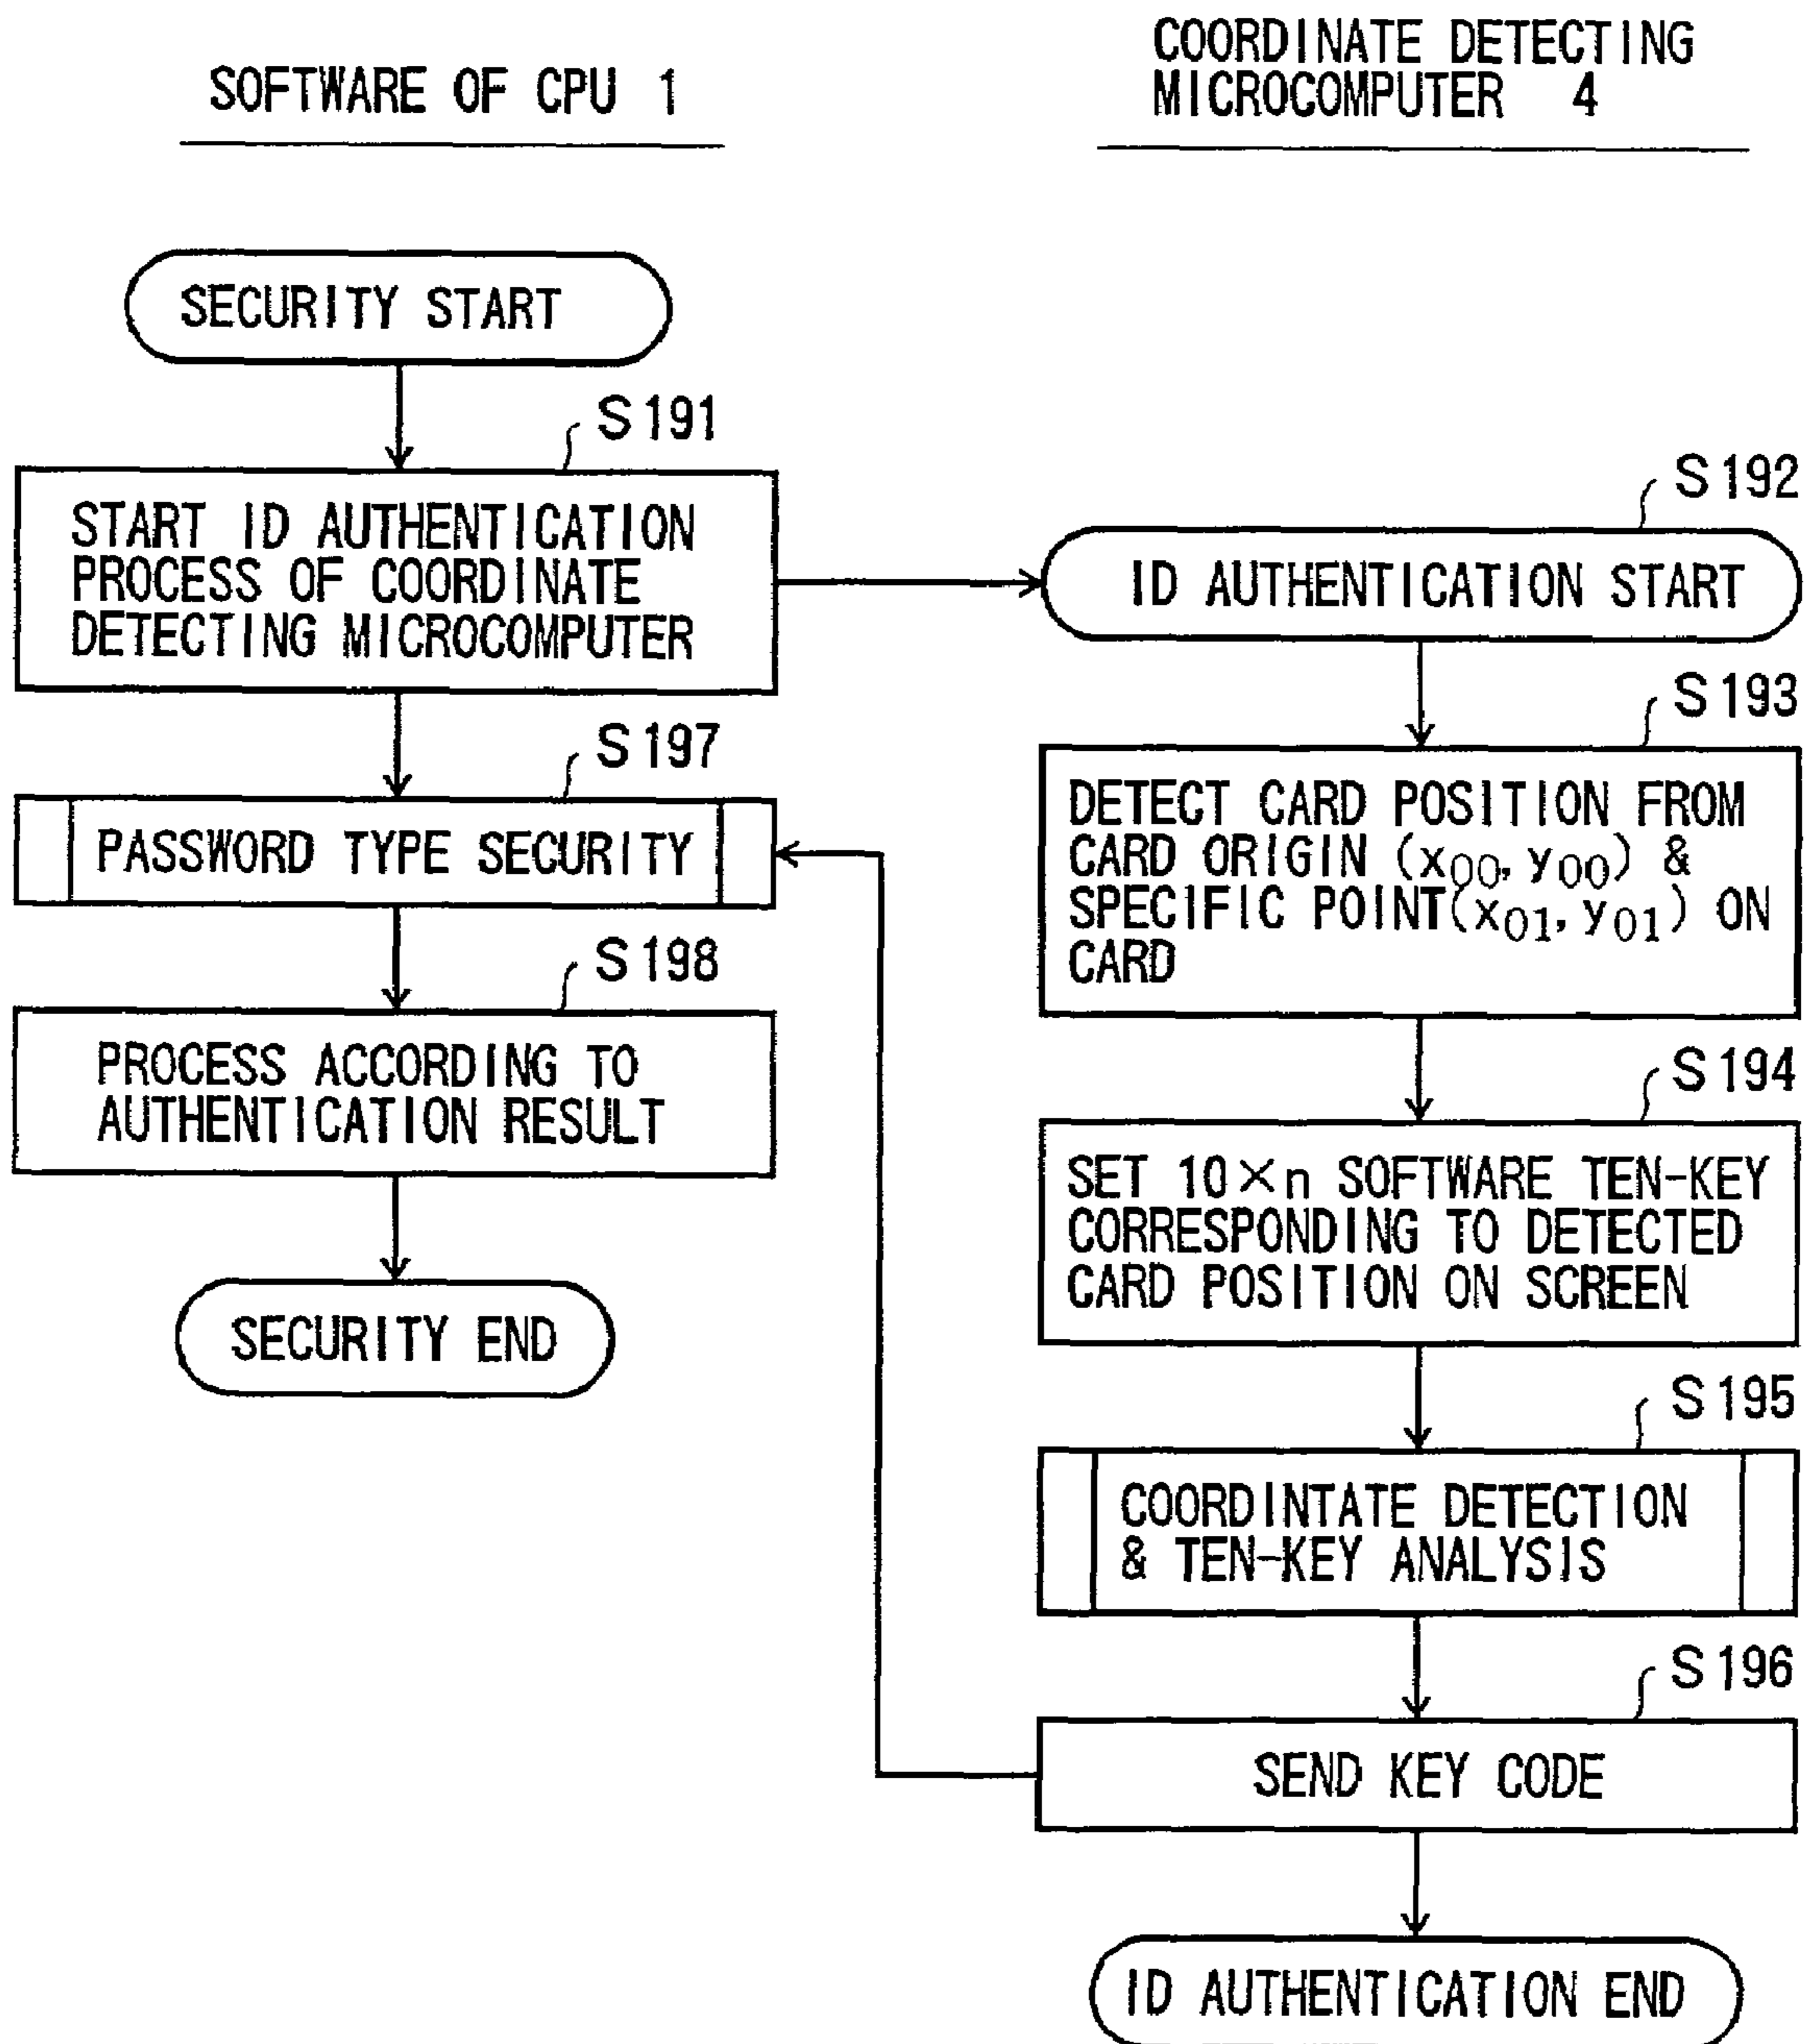 SOFTWARE OF CPU 1
COORDINATE DETECTING
MICROCOMPUTER 4
SECURITY START
S191
START ID AUTHENTICATION
PROCESS OF COORDINATE
DETECTING MICROCOMPUTER
S197
PASSWORD TYPE SECURITY
S198
PROCESS ACCORDING TO
AUTHENTICATION RESULT
SECURITY END
S192
ID AUTHENTICATION START
S193
DETECT CARD POSITION FROM
CARD ORIGIN (x00, y00) &
SPECIFIC POINT(x01, y01) ON
CARD
S194
SET 10×n SOFTWARE TEN-KEY
CORRESPONDING TO DETECTED
CARD POSITION ON SCREEN
S195
COORDINTATE DETECTION
& TEN-KEY ANALYSIS
S196
SEND KEY CODE
ID AUTHENTICATION END